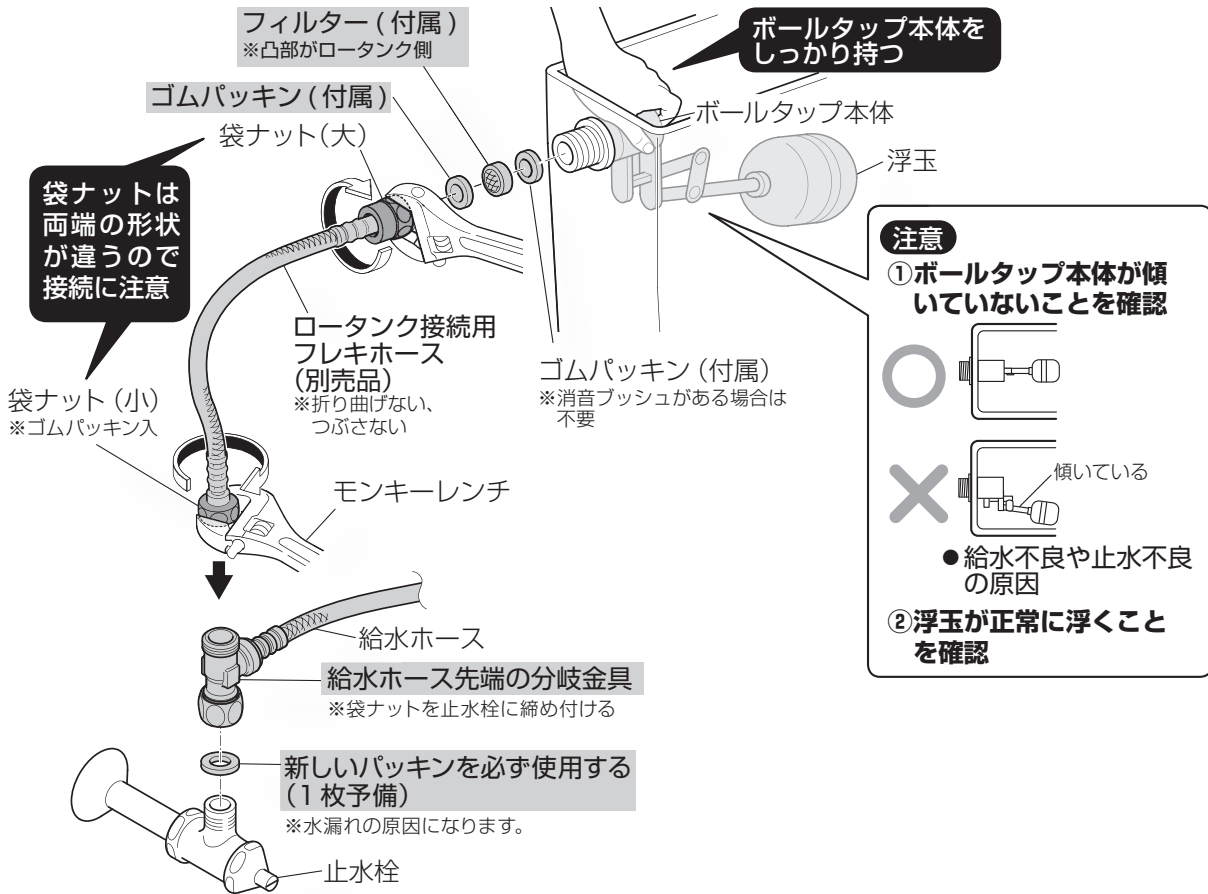 フィルター(付属)
※凸部がロータンク側
ボールタップ本体を
しっかり持つ
ゴムパッキン(付属)
袋ナット(大)
ボールタップ本体
浮玉
袋ナットは
両端の形状
が違うので
接続に注意
注意
①ボールタップ本体が傾
いていないことを確認
傾いている
●給水不良や止水不良
の原因
②浮玉が正常に浮くこと
を確認
ロータンク接続用
フレキホース
(別売品)
※折り曲げない、
つぶさない
ゴムパッキン(付属)
※消音ブッシュがある場合は
不要
袋ナット(小)
※ゴムパッキン入
モンキーレンチ
給水ホース
給水ホース先端の分岐金具
※袋ナットを止水栓に締め付ける
新しいパッキンを必ず使用する
(1枚予備)
※水漏れの原因になります。
止水栓